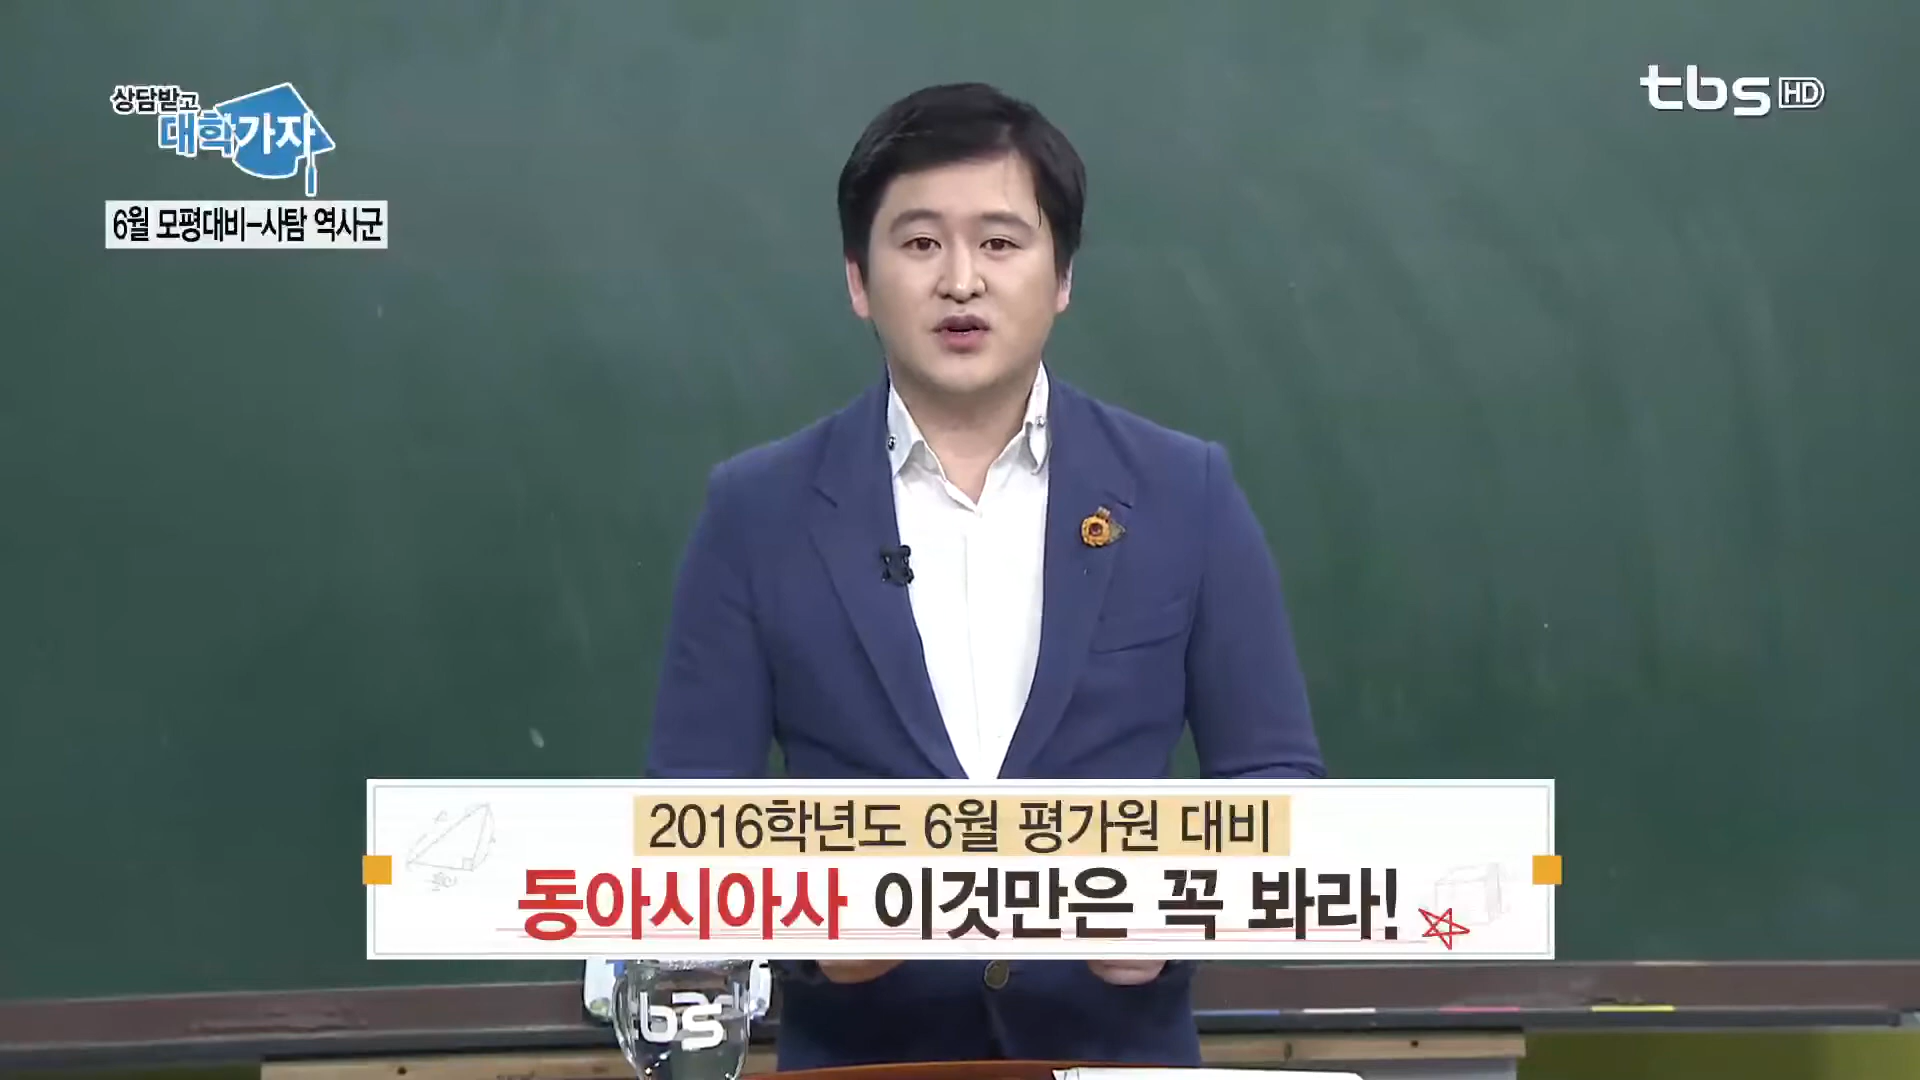 상담받고
대학가자
6월 모평대비-사탐 역사군
tbs HD
2016학년도 6월 평가원 대비
동아시아사 이것만은 꼭 봐라!
tbs